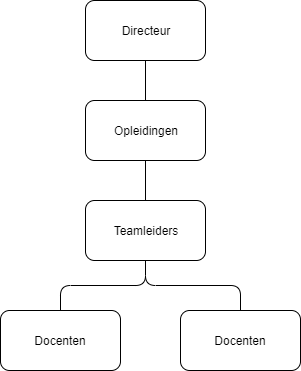 Directeur
Opleidingen
Teamleiders
Docenten
Docenten